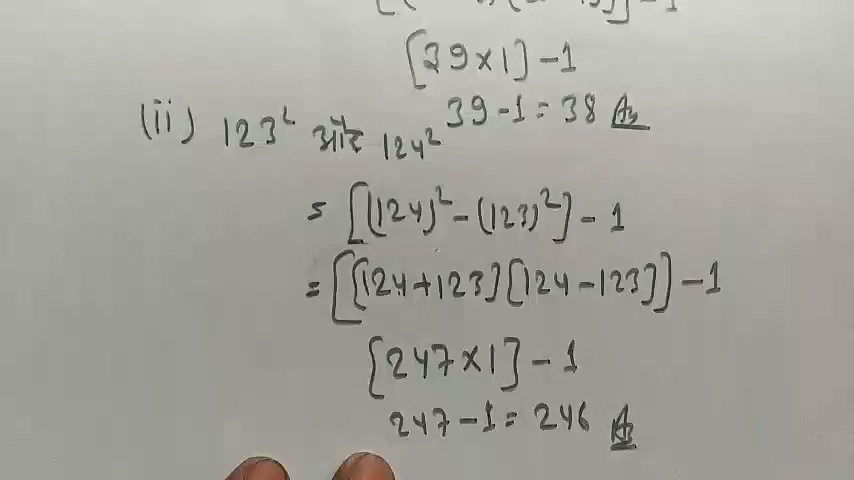 [39×1]-1
39-1=38 Ans
(ii) 123² और 124²
= [(124)²-(123)²]-1
= [[124+123][124-123]]-1
[247×1]-1
247-1=246 Ans